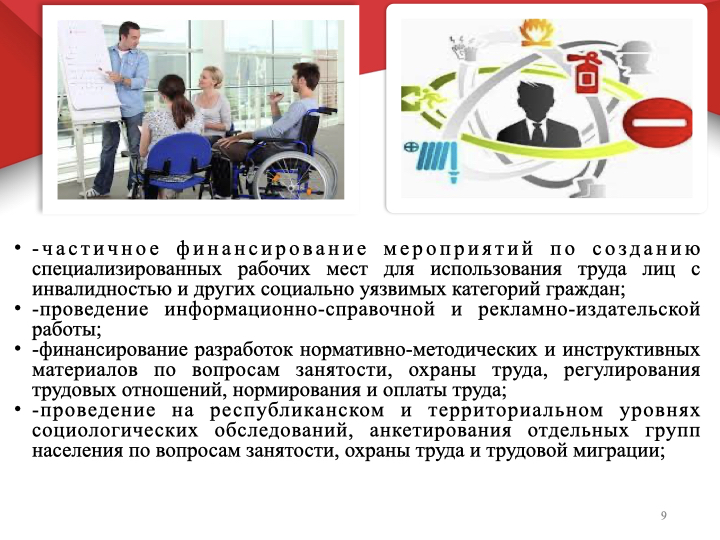 • -частичное финансирование мероприятий по созданию
специализированных рабочих мест для использования труда лиц с
инвалидностью и других социально уязвимых категорий граждан;
• -проведение информационно-справочной и рекламно-издательской
работы;
• -финансирование разработок нормативно-методических и инструктивных
материалов по вопросам занятости, охраны труда, регулирования
трудовых отношений, нормирования и оплаты труда;
• -проведение на республиканском и территориальном уровнях
социологических обследований, анкетирования отдельных групп
населения по вопросам занятости, охраны труда и трудовой миграции;
9